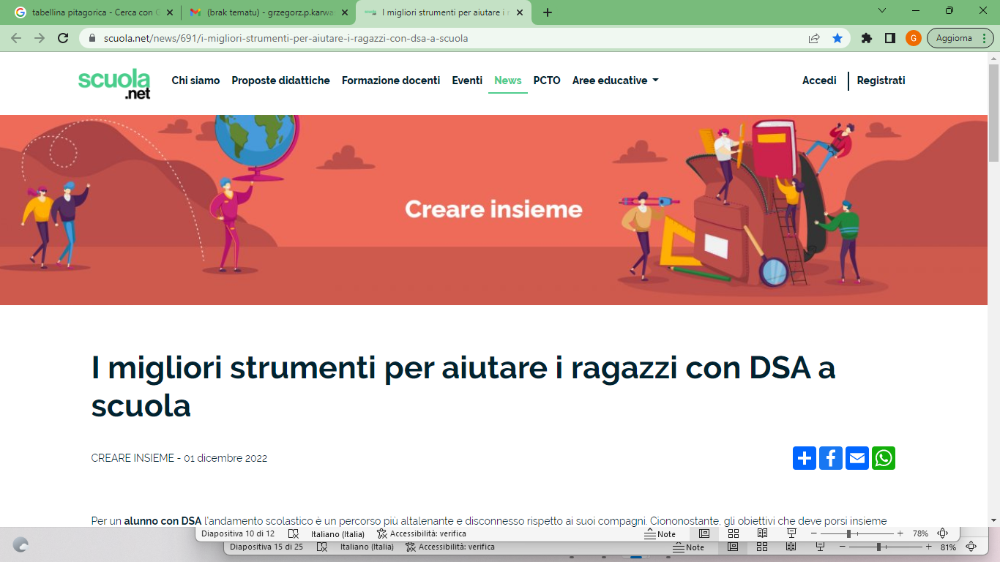 tabellina pitagorica - Cerca con G
(brak tematu) - grzegorz.p.karwa
I migliori strumenti per aiutare i r
scuola.net/news/691/i-migliori-strumenti-per-aiutare-i-ragazzi-con-dsa-a-scuola
G
Aggiorna
scuola
.net
Chi siamo
Proposte didattiche
Formazione docenti
Eventi
News
PCTO
Aree educative
Accedi
Registrati
Creare insieme
I migliori strumenti per aiutare i ragazzi con DSA a
scuola
CREARE INSIEME - 01 dicembre 2022
Per un alunno con DSA l'andamento scolastico è un percorso più altalenante e disconnesso rispetto ai suoi compagni. Ciononostante, gli obiettivi che deve porsi insieme
Diapositiva 10 di 12 Italiano (Italia) Accessibilità: verifica Note 78%
Diapositiva 15 di 25 Italiano (Italia) Accessibilità: verifica Note 81%